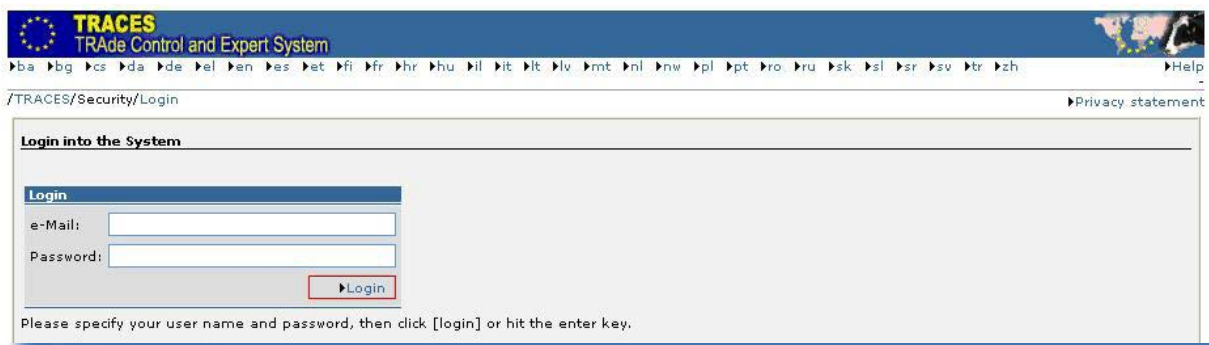 TRACES
TRAde Control and Expert System
ba bg cs da de el en es et fi fr hr hu il it lt lv mt nl nw pl pt ro ru sk sl sr sv tr zh Help
-
/TRACES/Security/Login
Privacy statement
Login into the System
Login
e-Mail:
Password:
Login
Please specify your user name and password, then click [login] or hit the enter key.